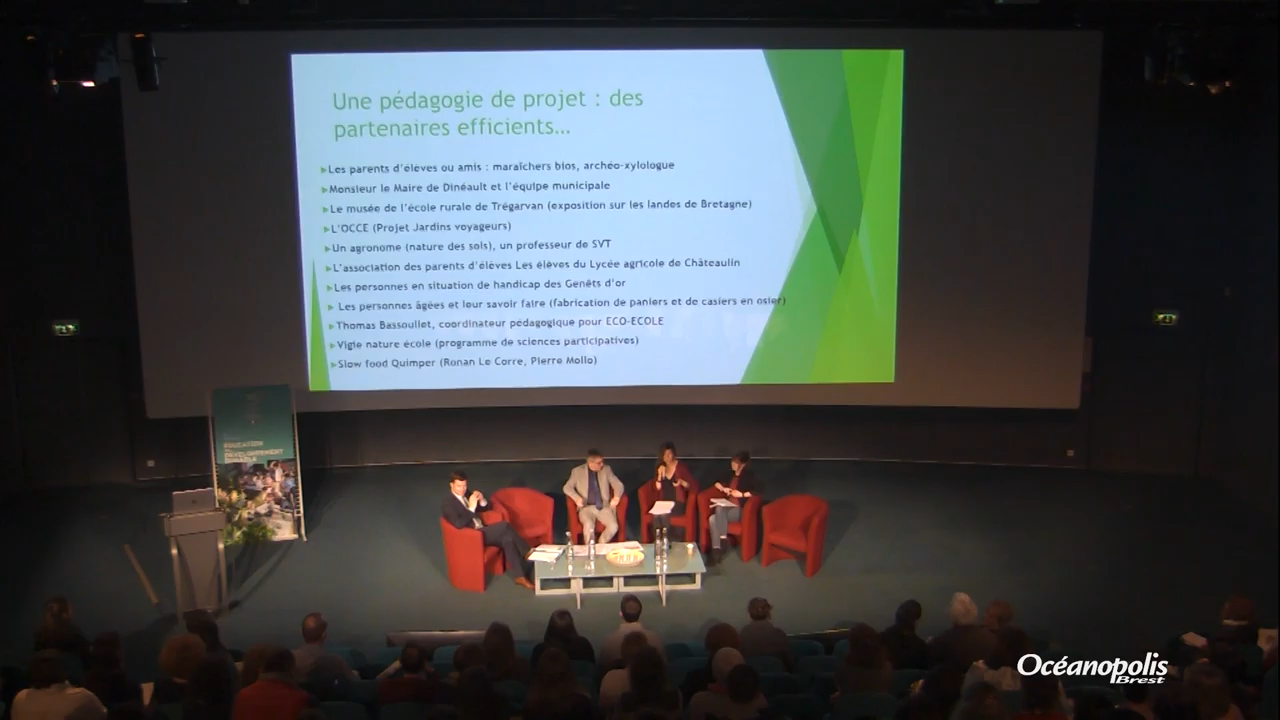 Une pédagogie de projet : des
partenaires efficients...
Les parents d'élèves ou amis : maraîchers bios, archéo-xylologue
Monsieur le Maire de Dinéault et l'équipe municipale
Le musée de l'école rurale de Trégarvan (exposition sur les landes de Bretagne)
L'OCCE (Projet Jardins voyageurs)
Un agronome (nature des sols), un professeur de SVT
L'association des parents d'élèves Les élèves du Lycée agricole de Châteaulin
Les personnes en situation de handicap des Genêts d'or
Les personnes âgées et leur savoir faire (fabrication de paniers et de casiers en osier)
Thomas Bassoullet, coordinateur pédagogique pour ECO-ECOLE
Vigie nature école (programme de sciences participatives)
Slow food Quimper (Ronan Le Corre, Pierre Mollo)
ÉDUCATION
DÉVELOPPEMENT
DURABLE
Océanopolis
Brest